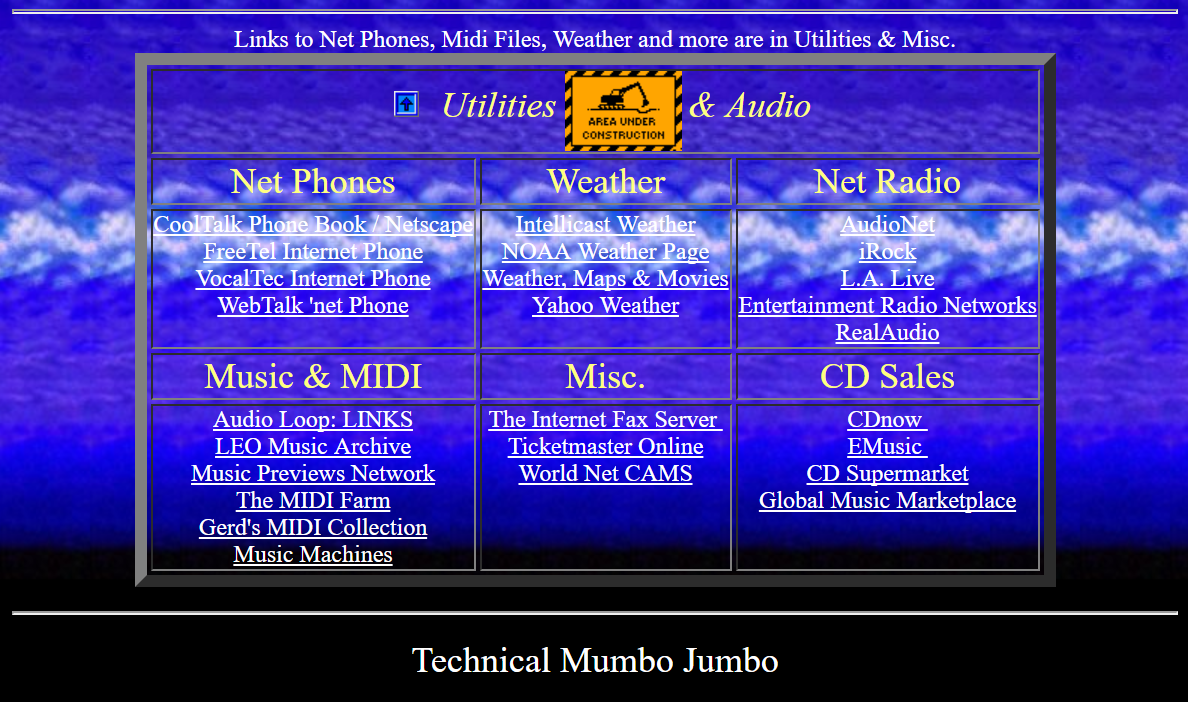 Links to Net Phones, Midi Files, Weather and more are in Utilities & Misc.
Utilities & Audio
AREA UNDER
CONSTRUCTION
Net Phones
Weather
Net Radio
CoolTalk Phone Book / Netscape
FreeTel Internet Phone
VocalTec Internet Phone
WebTalk 'net Phone
Intellicast Weather
NOAA Weather Page
Weather, Maps & Movies
Yahoo Weather
AudioNet
iRock
L.A. Live
Entertainment Radio Networks
RealAudio
Music & MIDI
Misc.
CD Sales
Audio Loop: LINKS
LEO Music Archive
Music Previews Network
The MIDI Farm
Gerd's MIDI Collection
Music Machines
The Internet Fax Server
Ticketmaster Online
World Net CAMS
CDnow
EMusic
CD Supermarket
Global Music Marketplace
Technical Mumbo Jumbo